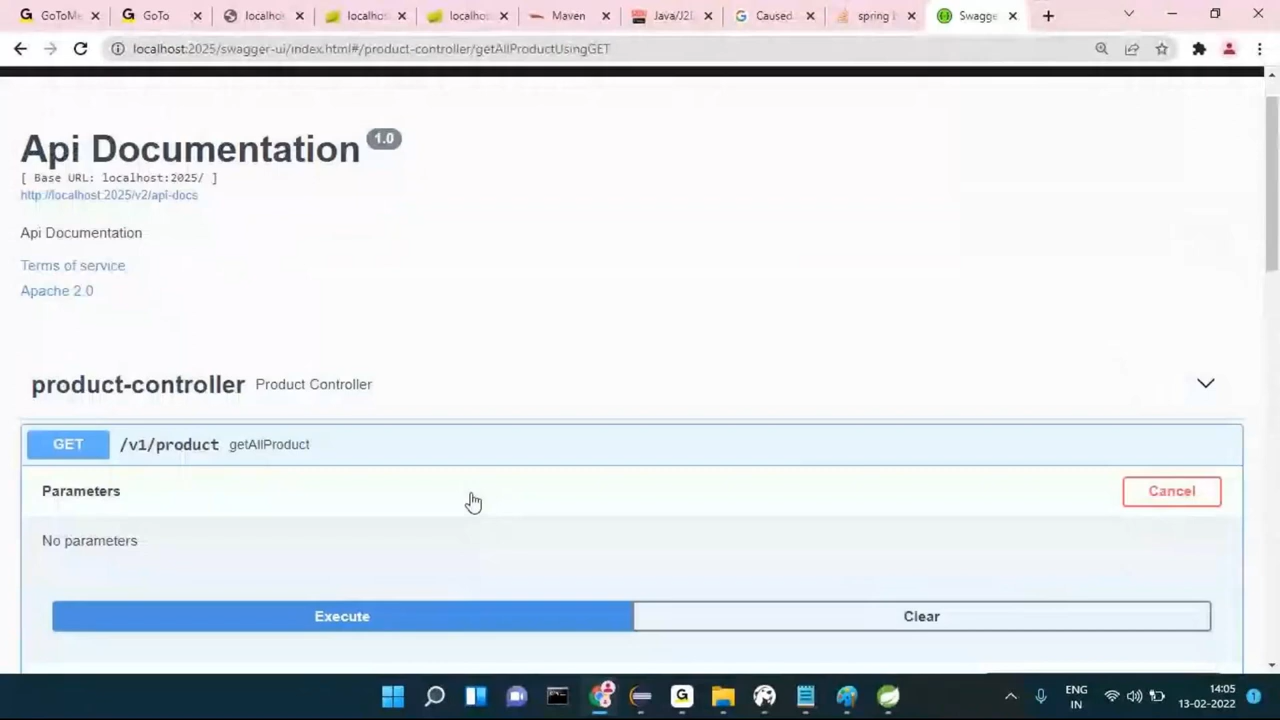 GoToMe
GoTo
localho
localho
localho
Maven
Java/J2
Caused
spring
Swagge
localhost:2025/swagger-ui/index.html#/product-controller/getAllProductUsingGET
Api Documentation 1.0
[ Base URL: localhost:2025/ ]
http://localhost:2025/v2/api-docs
Api Documentation
Terms of service
Apache 2.0
product-controller Product Controller
GET /v1/product getAllProduct
Parameters Cancel
No parameters
Execute Clear
ENG
IN
14:05
13-02-2022